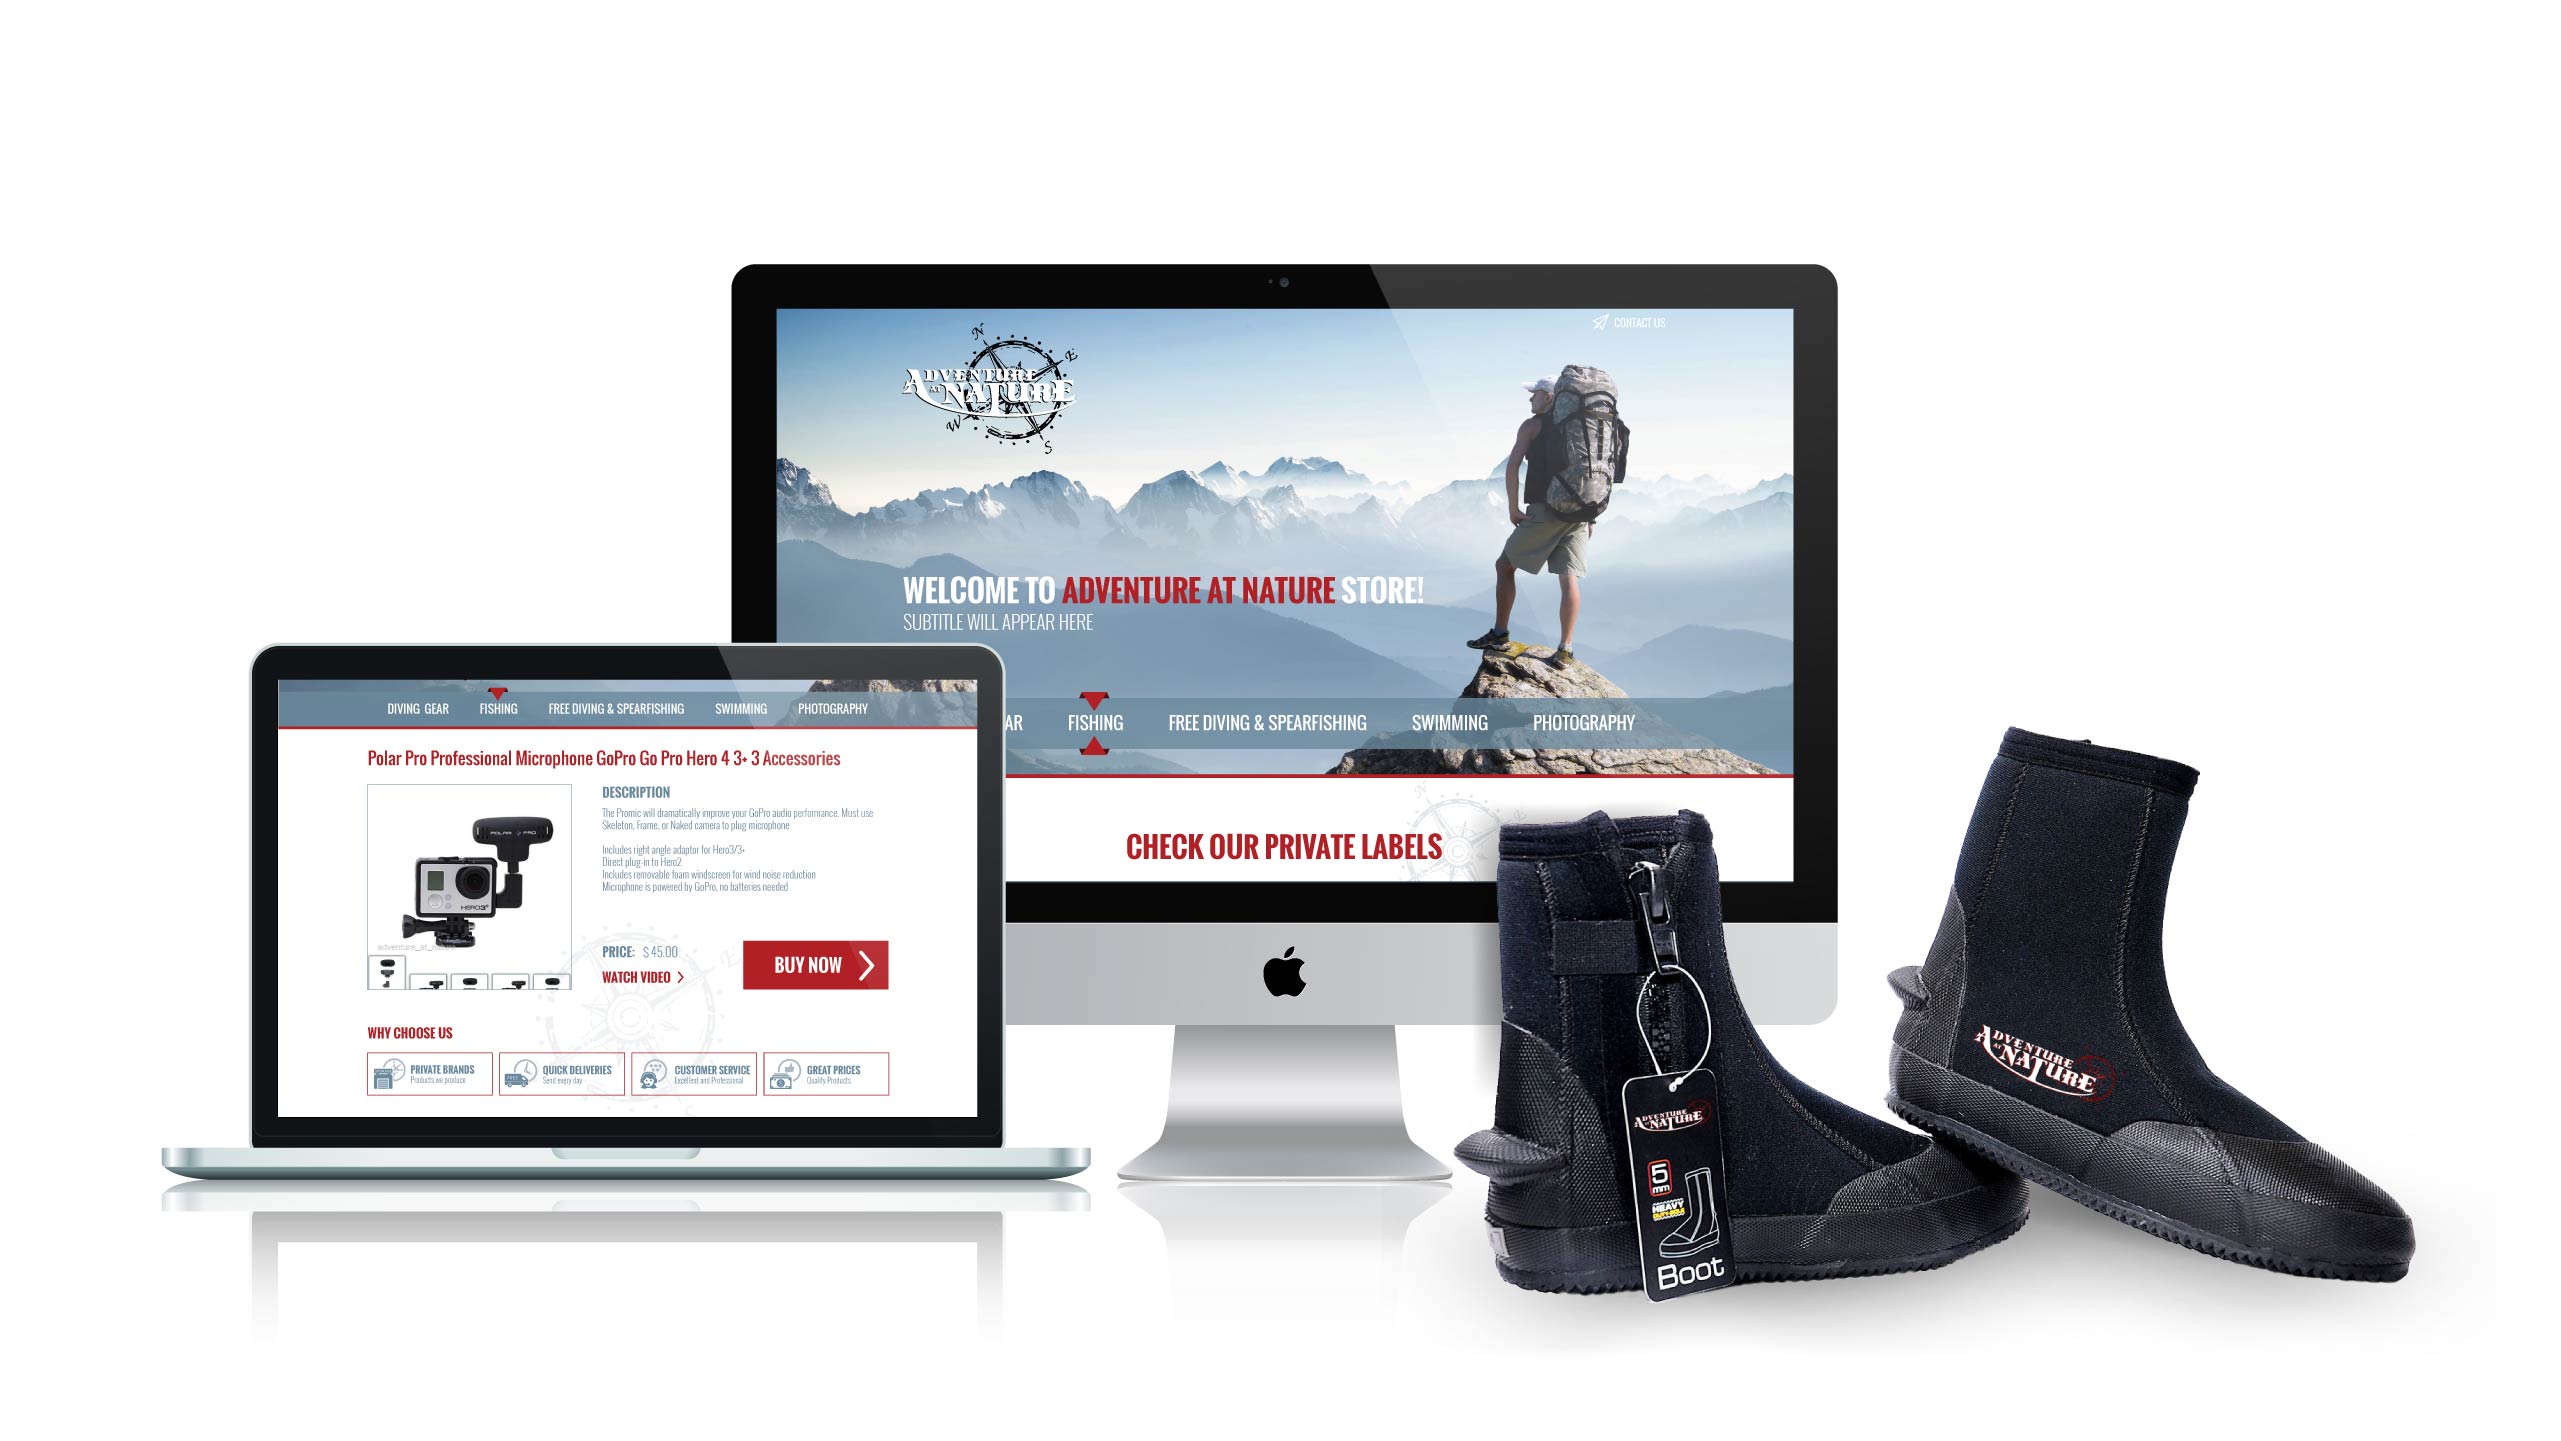 CONTACT US
N
E
ADVENTURE
AT NATURE
W
S
WELCOME TO ADVENTURE AT NATURE STORE!
SUBTITLE WILL APPEAR HERE
AR FISHING FREE DIVING & SPEARFISHING SWIMMING PHOTOGRAPHY
CHECK OUR PRIVATE LABELS
N
E
DIVING GEAR FISHING FREE DIVING & SPEARFISHING SWIMMING PHOTOGRAPHY
Polar Pro Professional Microphone GoPro Go Pro Hero 4 3+ 3 Accessories
POLAR PRO
HERO3+
adventure_at_nature
DESCRIPTION
The Promic will dramatically improve your GoPro audio performance. Must use
Skeleton, Frame, or Naked camera to plug microphone
Includes right angle adaptor for Hero3/3+
Direct plug-in to Hero2
Includes removable foam windscreen for wind noise reduction
Microphone is powered by GoPro, no batteries needed
PRICE: $ 45.00
WATCH VIDEO
BUY NOW
E
WHY CHOOSE US
PRIVATE BRANDS
Products we produce
FREE
QUICK DELIVERIES
Send every day
CUSTOMER SERVICE
Excellent and Professional
GREAT PRICES
Quality Products
ADVENTURE
AT NATURE
5
mm
HEAVY
DUTY SOLE
Boot
ADVENTURE
AT NATURE